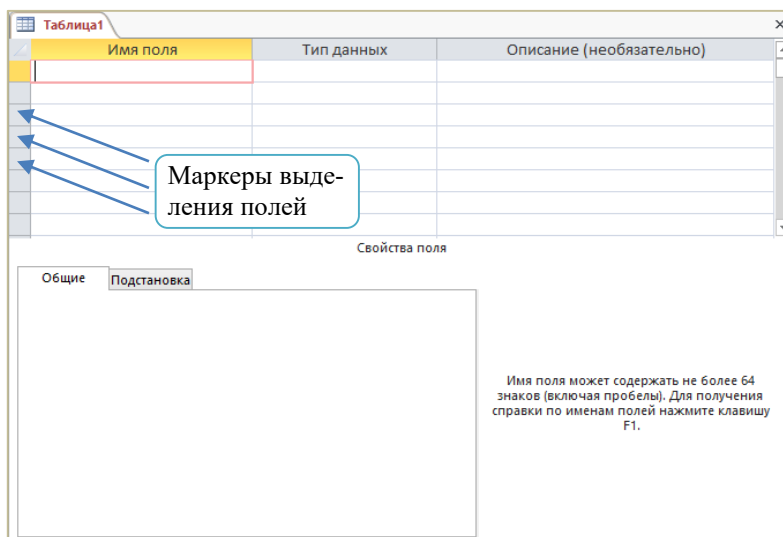 Таблица1
Имя поля Тип данных Описание (необязательно)
Маркеры выде-
ления полей
Свойства поля
Общие Подстановка
Имя поля может содержать не более 64
знаков (включая пробелы). Для получения
справки по именам полей нажмите клавишу
F1.